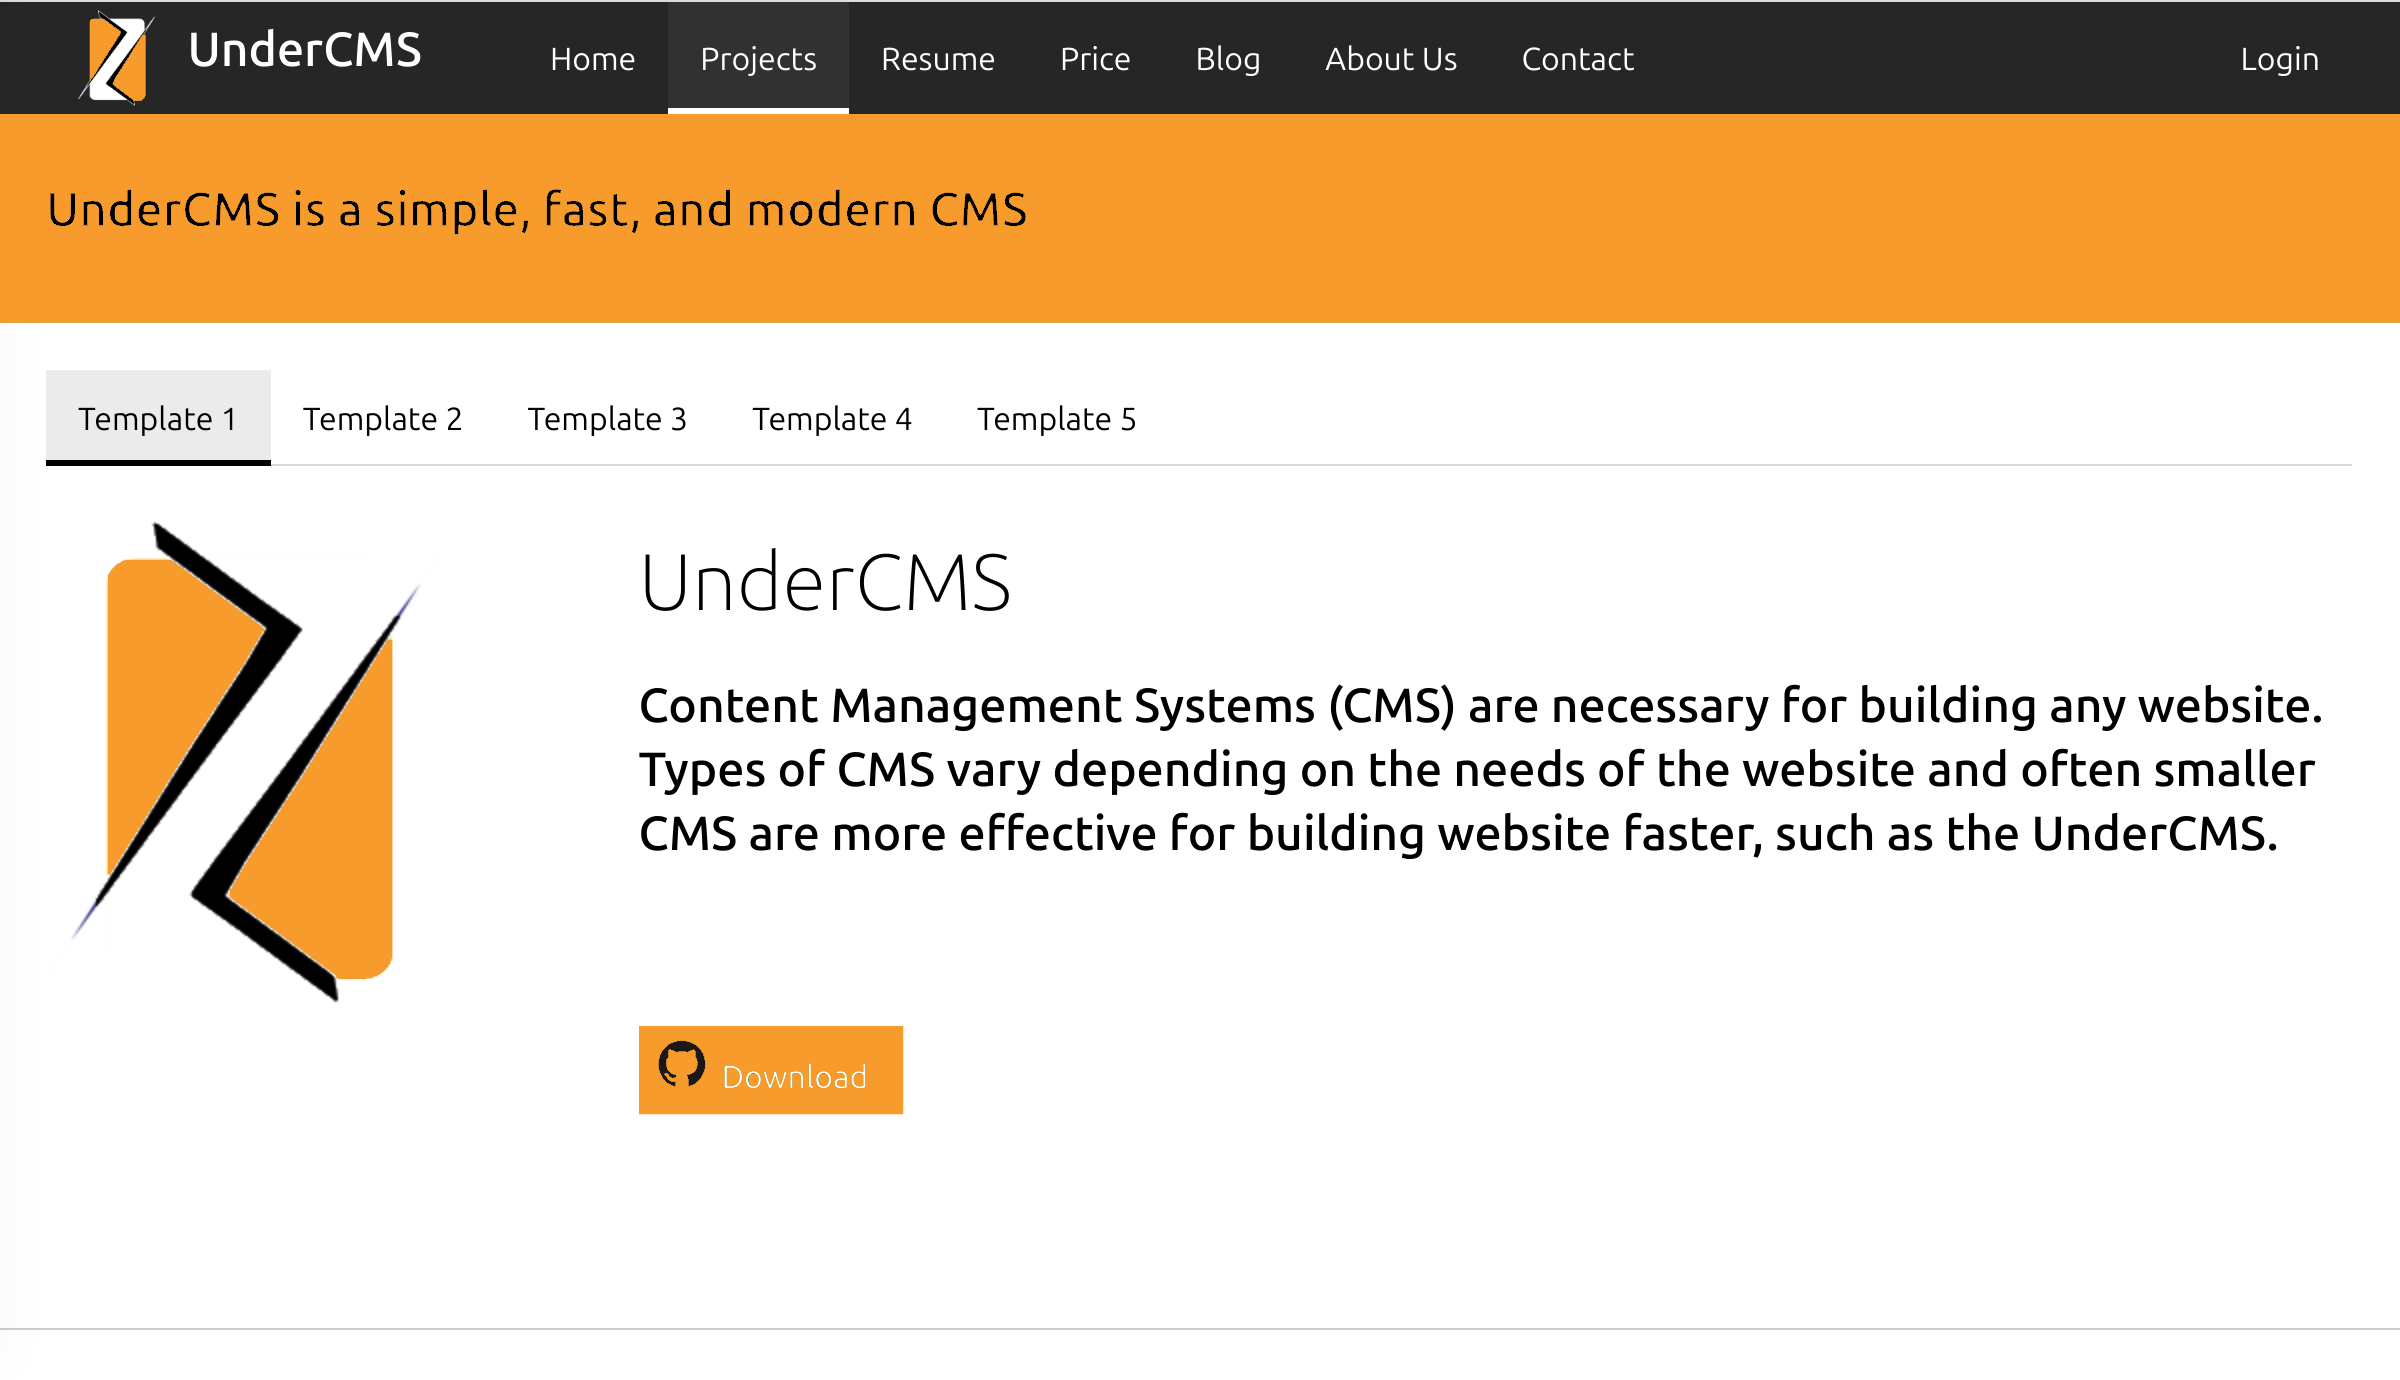 UnderCMS Home Projects Resume Price Blog About Us Contact Login
UnderCMS is a simple, fast, and modern CMS
Template 1 Template 2 Template 3 Template 4 Template 5
UnderCMS
Content Management Systems (CMS) are necessary for building any website.
Types of CMS vary depending on the needs of the website and often smaller
CMS are more effective for building website faster, such as the UnderCMS.
Download